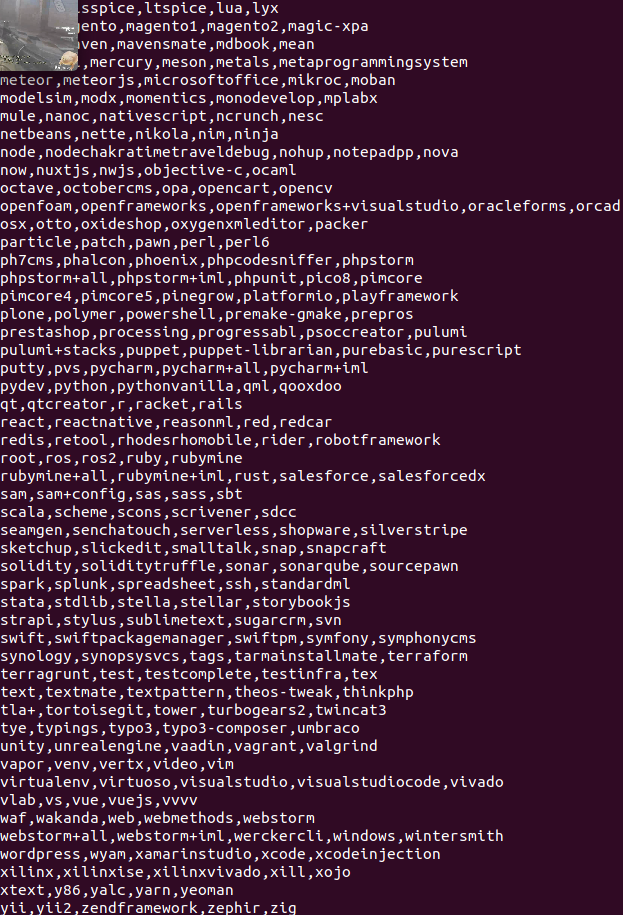 ltspice,lua,lyx
magento1,magento2,magic-xpa
mavensmate,mdbook,mean
mercury,meson,metals,metaprogrammingsystem
meteor,meteorjs,microsoftoffice,mikroc,moban
modelsim,modx,momentics,monodevelop,mplabx
mule,nanoc,nativescript,ncrunch,nesc
netbeans,nette,nikola,nim,ninja
node,nodechakratimetraveldebug,nohup,notepadpp,nova
now,nuxtjs,nwjs,objective-c,ocaml
octave,octobercms,opa,opencart,opencv
openfoam,openframeworks,openframeworks+visualstudio,oracleforms,orcad
osx,otto,oxideshop,oxygenxmleditor,packer
particle,patch,pawn,perl,perl6
ph7cms,phalcon,phoenix,phpcodesniffer,phpstorm
phpstorm+all,phpstorm+iml,phpunit,pico8,pimcore
pimcore4,pimcore5,pinegrow,platformio,playframework
plone,polymer,powershell,premake-gmake,prepros
prestashop,processing,progressabl,psoccreator,pulumi
pulumi+stacks,puppet,puppet-librarian,purebasic,purescript
putty,pvs,pycharm,pycharm+all,pycharm+iml
pydev,python,pythonvanilla,qml,qooxdoo
qt,qtcreator,r,racket,rails
react,reactnative,reasonml,red,redcar
redis,retool,rhodesrhomobile,rider,robotframework
root,ros,ros2,ruby,rubymine
rubymine+all,rubymine+iml,rust,salesforce,salesforcedx
sam,sam+config,sas,sass,sbt
scala,scheme,scons,scrivener,sdcc
seamgen,senchatouch,serverless,shopware,silverstripe
sketchup,slickedit,smalltalk,snap,snapcraft
solidity,soliditytruffle,sonar,sonarqube,sourcepawn
spark,splunk,spreadsheet,ssh,standardml
stata,stdlib,stella,stellar,storybookjs
strapi,stylus,sublimetext,sugarcrm,svn
swift,swiftpackagemanager,swiftpm,symfony,symphonycms
synology,synopsysvcs,tags,tarmainstallmate,terraform
terragrunt,test,testcomplete,testinfra,tex
text,textmate,textpattern,theos-tweak,thinkphp
tla+,tortoisegit,tower,turbogears2,twincat3
tye,typings,typo3,typo3-composer,umbraco
unity,unrealengine,vaadin,vagrant,valgrind
vapor,venv,vertx,video,vim
virtualenv,virtuoso,visualstudio,visualstudiocode,vivado
vlab,vs,vue,vuejs,vvvv
waf,wakanda,web,webmethods,webstorm
webstorm+all,webstorm+iml,werckercli,windows,wintersmith
wordpress,wyam,xamarinstudio,xcode,xcodeinjection
xilinx,xilinxise,xilinxvivado,xill,xojo
xtext,y86,yalc,yarn,yeoman
yii,yii2,zendframework,zephir,zig